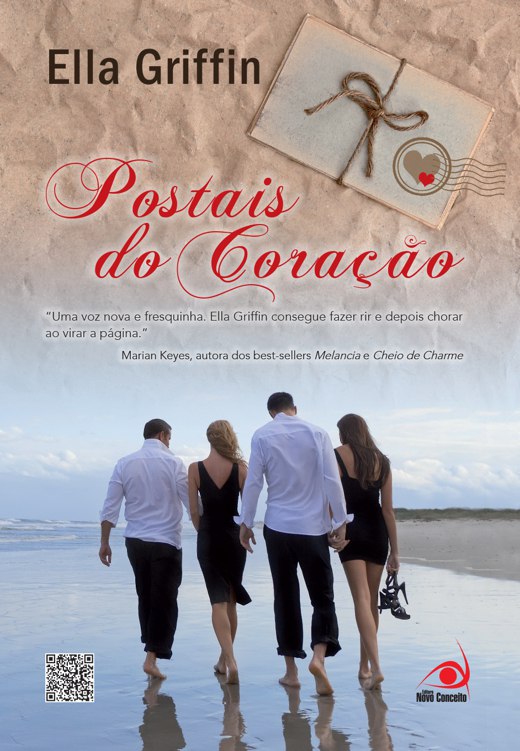 Ella Griffin
Postais
do Coração
“Uma voz nova e fresquinha. Ella Griffin consegue fazer rir e depois chorar
ao virar a página.”
Marian Keyes, autora dos best-sellers Melancia e Cheio de Charme
Editora
Novo Conceito